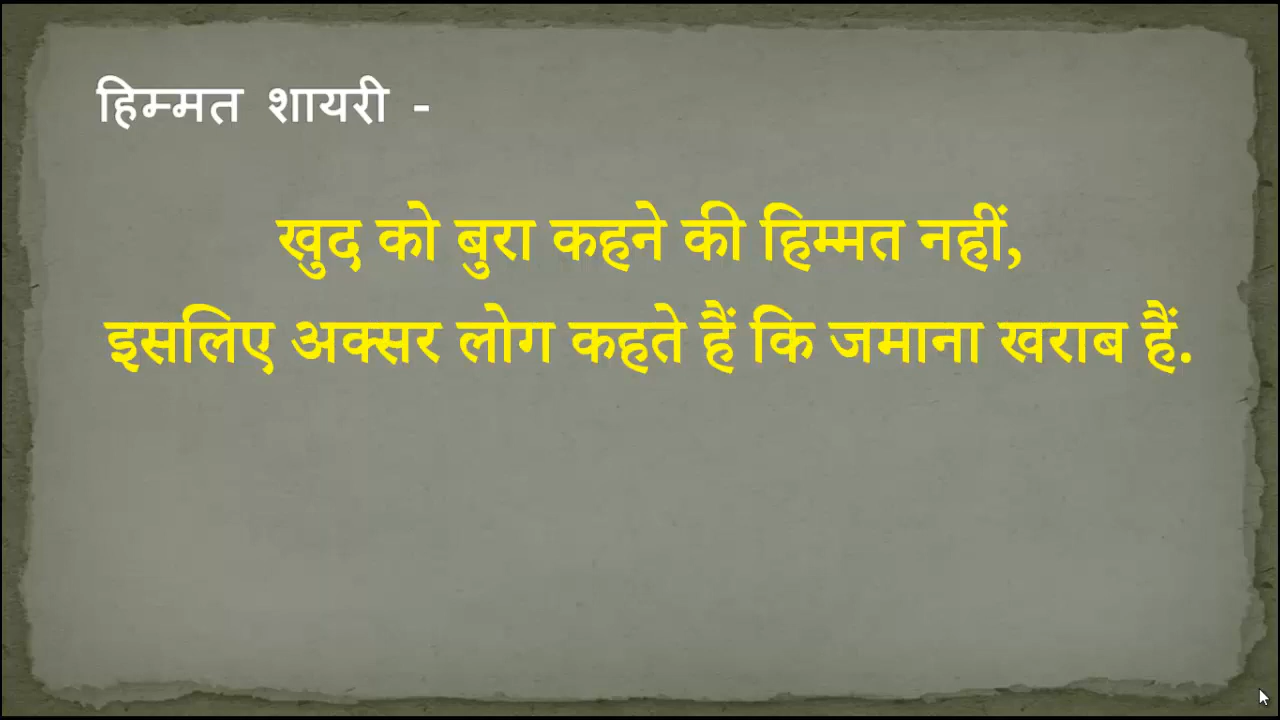 हिम्मत शायरी -
खुद को बुरा कहने की हिम्मत नहीं,
इसलिए अक्सर लोग कहते हैं कि जमाना खराब हैं.